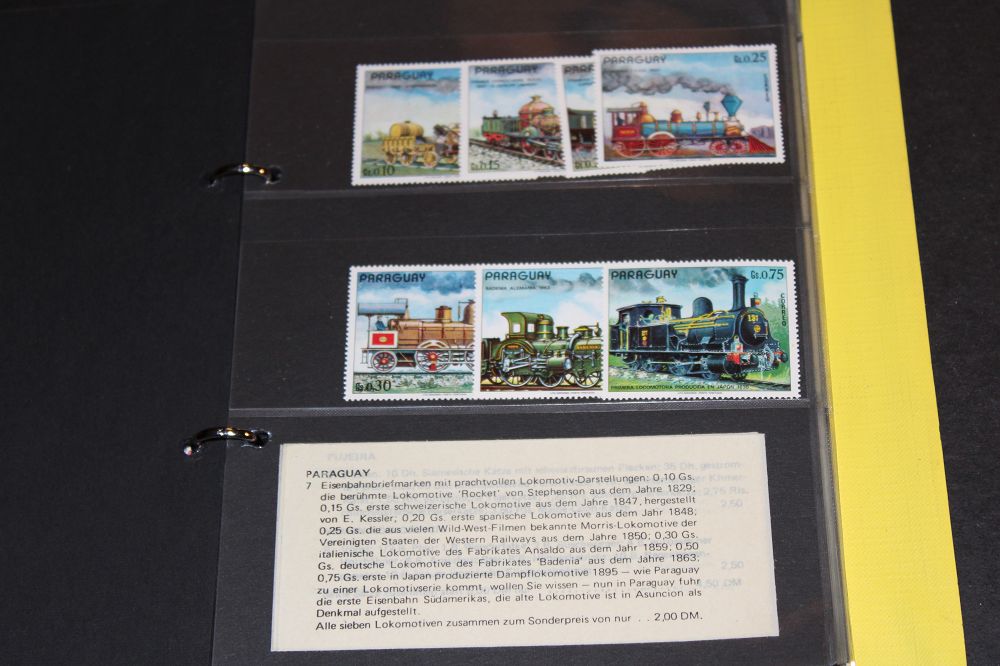 PARAGUAY
Gs.0.10
PARAGUAY
Gs.0.15
PARAGUAY
Gs.0.25
CORREO
PARAGUAY
Gs.0.30
PARAGUAY
BADENIA ALEMANIA 1863
BADENIA
PARAGUAY
Gs.0.75
CORREO
131
PRIMERA LOCOMOTORA PRODUCIDA EN JAPON 1895
PARAGUAY
7 Eisenbahnbriefmarken mit prachtvollen Lokomotiv-Darstellungen; 0,10 Gs.
die berühmte Lokomotive 'Rocket' von Stephenson aus dem Jahre 1829;
0,15 Gs. erste schweizerische Lokomotive aus dem Jahre 1847, hergestellt
von E. Kessler; 0,20 Gs. erste spanische Lokomotive aus dem Jahr 1848;
0,25 Gs. die aus vielen Wild-West-Filmen bekannte Morris-Lokomotive der
Vereinigten Staaten der Western Railways aus dem Jahre 1850; 0,30 Gs.
italienische Lokomotive des Fabrikates Ansaldo aus dem Jahr 1859; 0,50
Gs. deutsche Lokomotive des Fabrikates 'Badenia' aus dem Jahre 1863;
0,75 Gs. erste in Japan produzierte Dampflokomotive 1895 – wie Paraguay
zu einer Lokomotivserie kommt, wollen Sie wissen – nun in Paraguay fuhr
die erste Eisenbahn Südamerikas, die alte Lokomotive ist in Asuncion als
Denkmal aufgestellt.
Alle sieben Lokomotiven zusammen zum Sonderpreis von nur . . 2,00 DM.